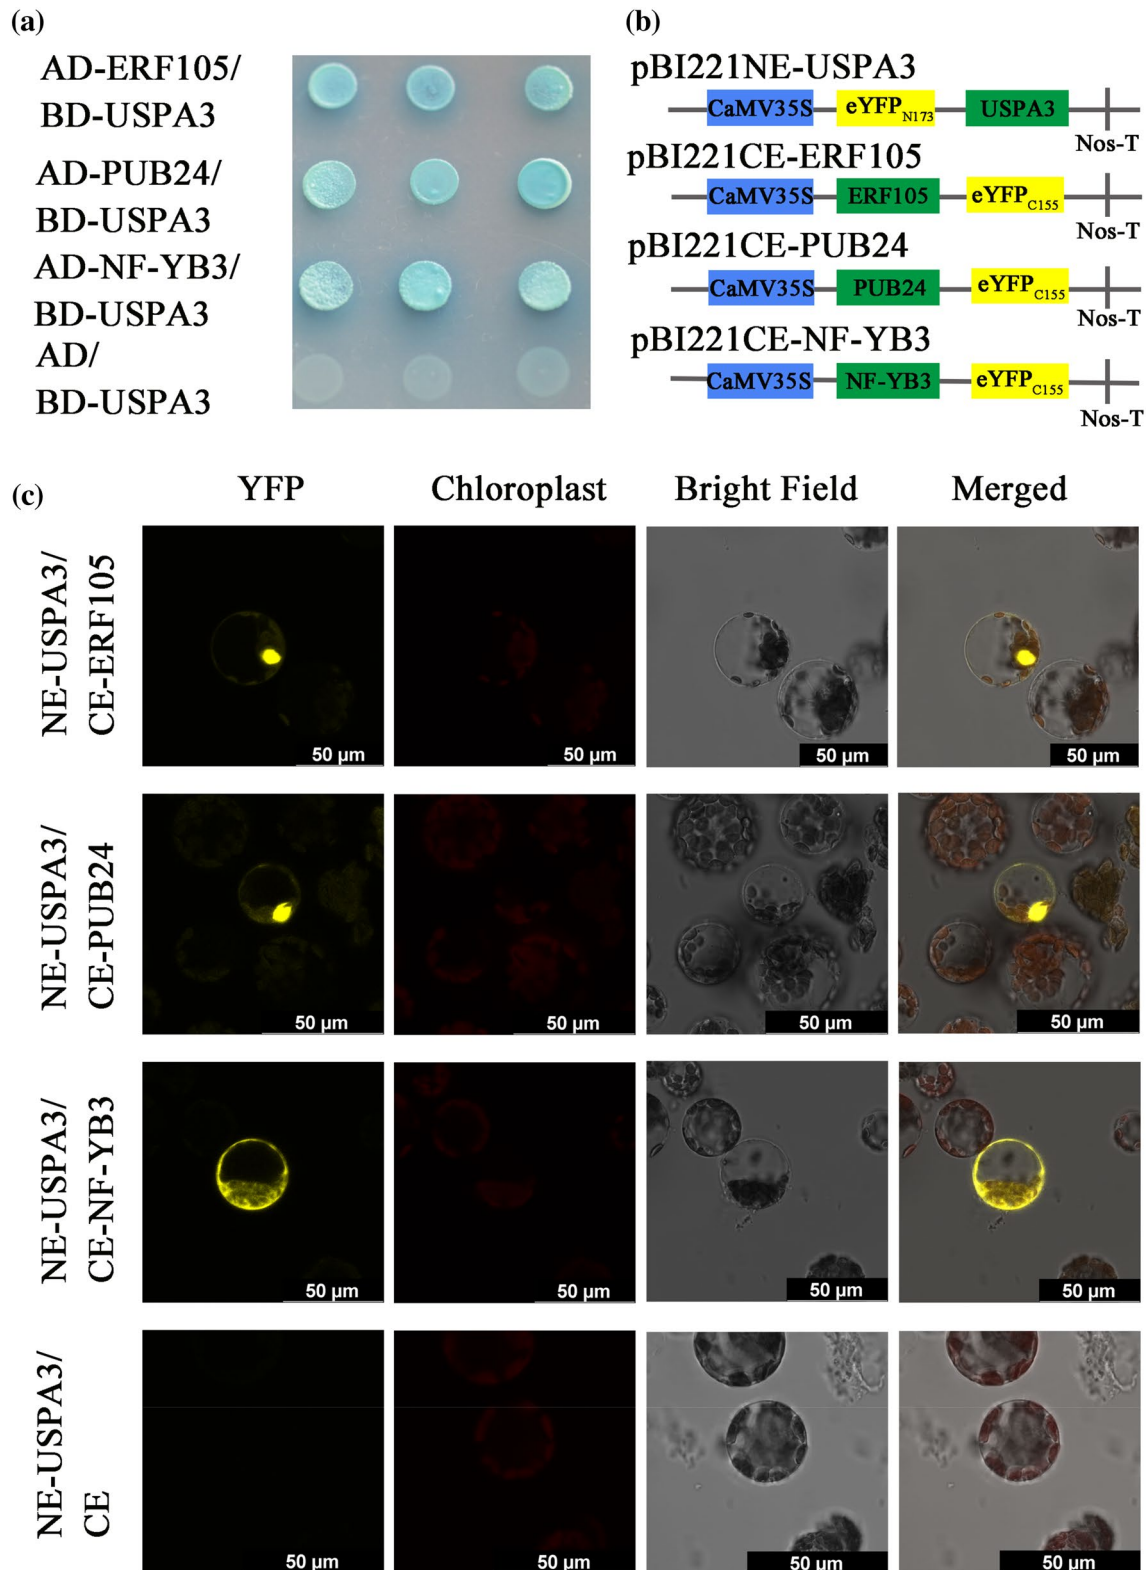 (a)
AD-ERF105/
BD-USPA3
AD-PUB24/
BD-USPA3
AD-NF-YB3/
BD-USPA3
AD/
BD-USPA3
(b)
pBI221NE-USPA3
CaMV35S eYFPN173 USPA3
Nos-T
pBI221CE-ERF105
CaMV35S ERF105 eYFPC155
Nos-T
pBI221CE-PUB24
CaMV35S PUB24 eYFPC155
Nos-T
pBI221CE-NF-YB3
CaMV35S NF-YB3 eYFPC155
Nos-T
(c)
YFP Chloroplast Bright Field Merged
NE-USPA3/
CE-ERF105
50 µm 50 µm 50 µm 50 µm
NE-USPA3/
CE-PUB24
50 µm 50 µm 50 µm 50 µm
NE-USPA3/
CE-NF-YB3
50 µm 50 µm 50 µm 50 µm
NE-USPA3/
CE
50 µm 50 µm 50 µm 50 µm